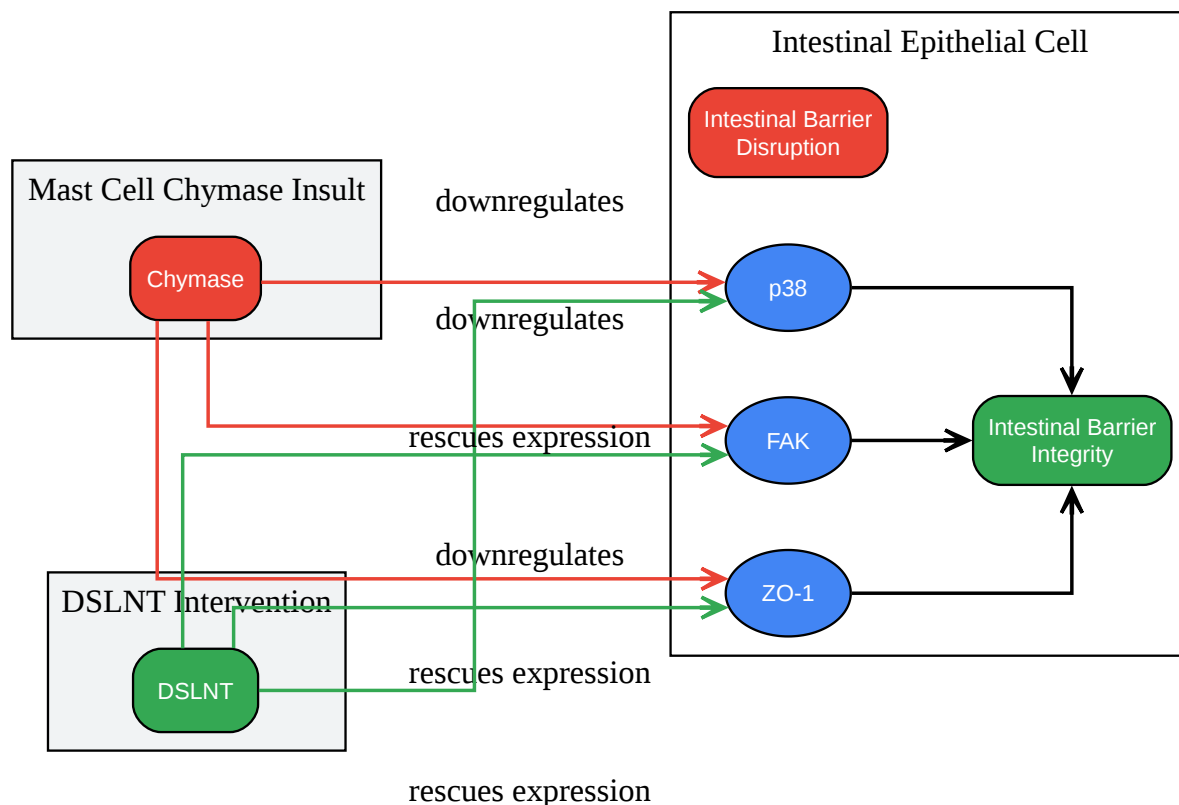 Intestinal Epithelial Cell
Intestinal Barrier
Disruption
Mast Cell Chymase Insult
downregulates
Chymase
p38
downregulates
Intestinal Barrier
Integrity
rescues expression
FAK
downregulates
ZO-1
DSLNT Intervention
rescues expression
DSLNT
rescues expression